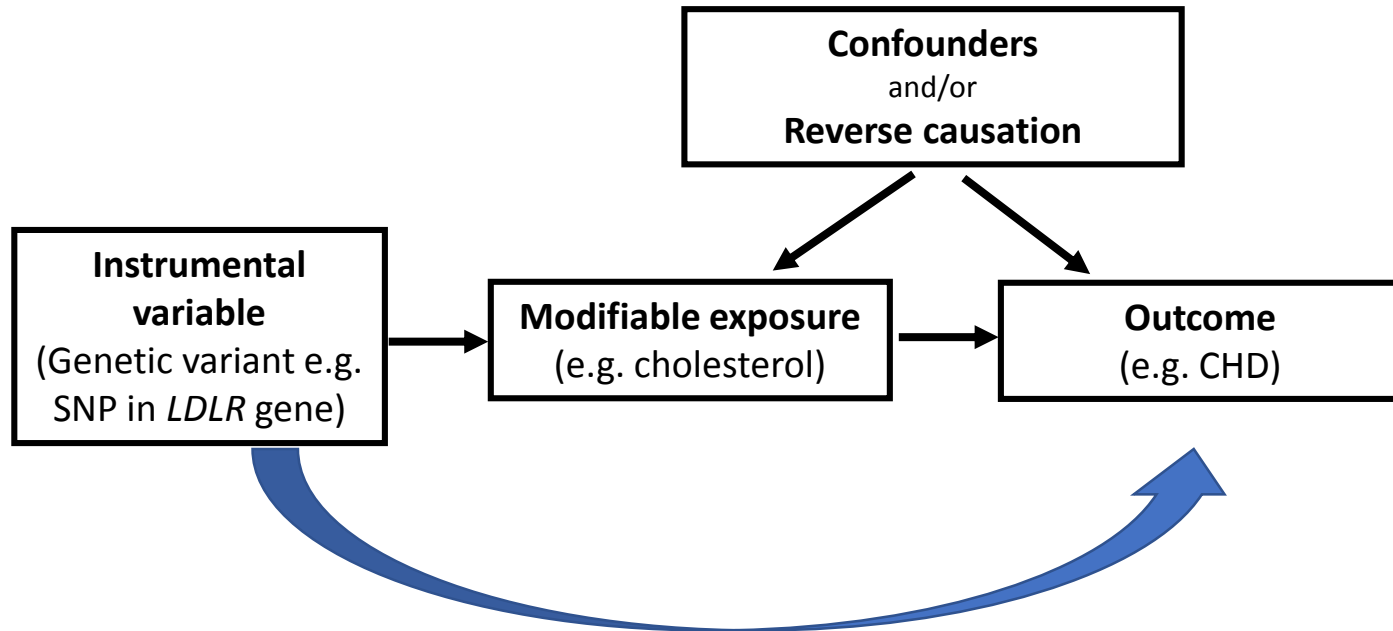 Confounders
and/or
Reverse causation
Instrumental
variable
(Genetic variant e.g.
SNP in LDLR gene)
Modifiable exposure
(e.g. cholesterol)
Outcome
(e.g. CHD)